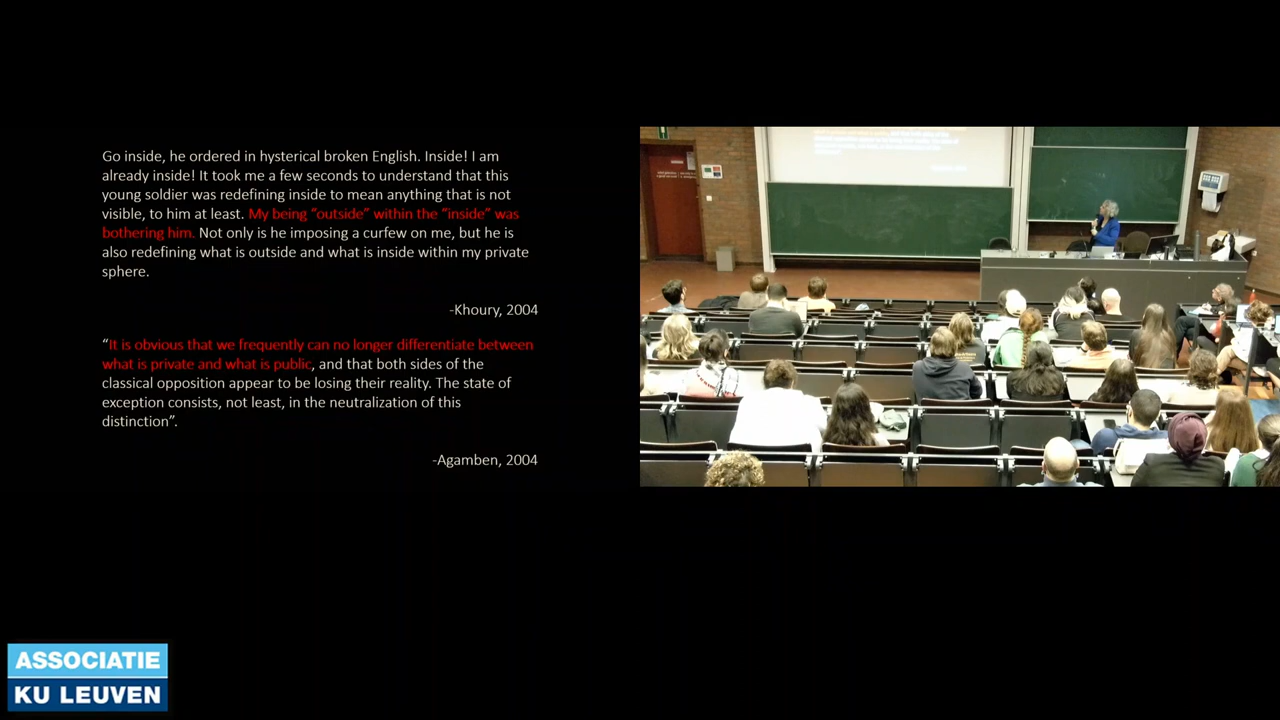 Go inside, he ordered in hysterical broken English. Inside! I am
already inside! It took me a few seconds to understand that this
young soldier was redefining inside to mean anything that is not
visible, to him at least. My being “outside” within the “inside” was
bothering him. Not only is he imposing a curfew on me, but he is
also redefining what is outside and what is inside within my private
sphere.
-Khoury, 2004
“It is obvious that we frequently can no longer differentiate between
what is private and what is public, and that both sides of the
classical opposition appear to be losing their reality. The state of
exception consists, not least, in the neutralization of this
distinction”.
-Agamben, 2004
ASSOCIATIE
KU LEUVEN